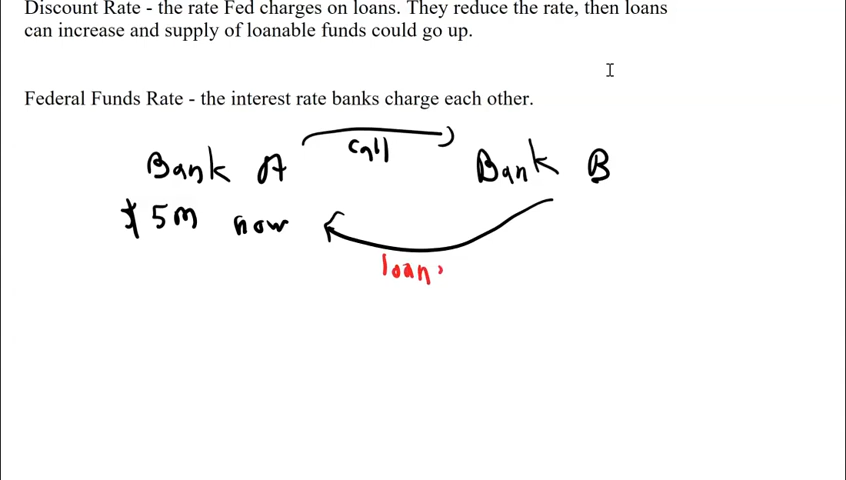 Discount Rate - the rate Fed charges on loans. They reduce the rate, then loans
can increase and supply of loanable funds could go up.
Federal Funds Rate - the interest rate banks charge each other.
Bank A call Bank B
$5m now
loan